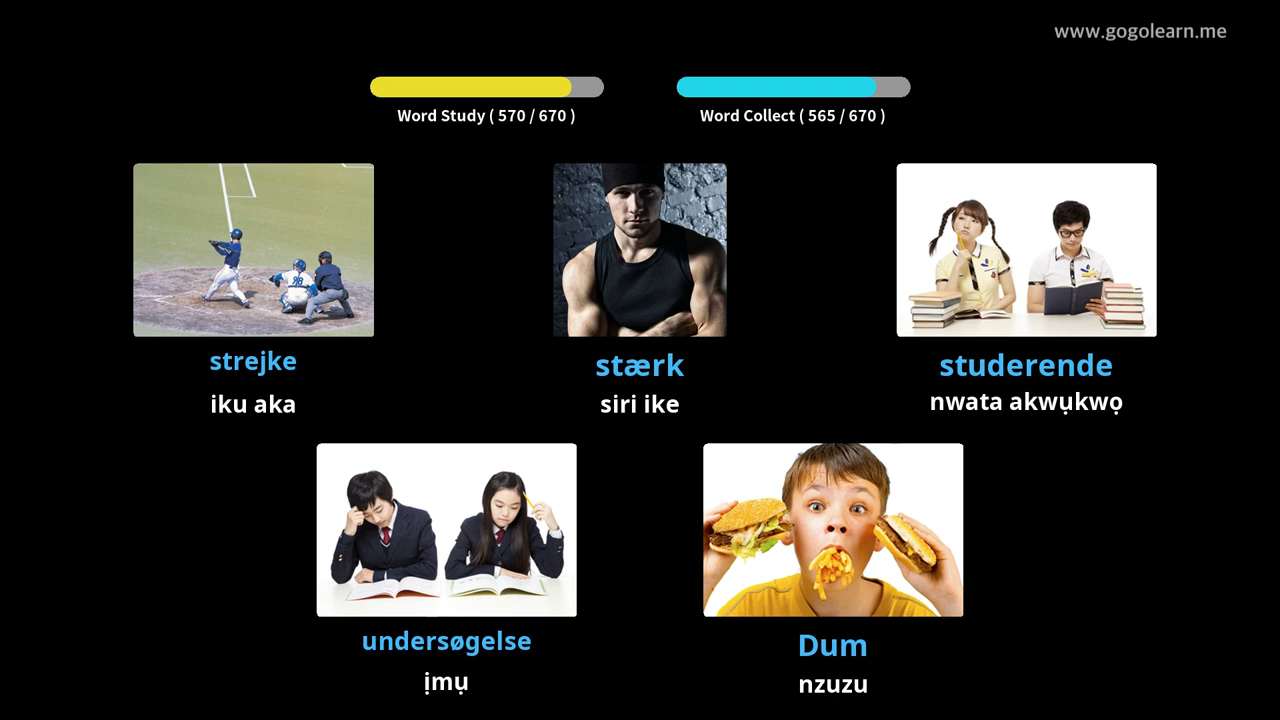 www.gogolearn.me
Word Study ( 570 / 670 )
Word Collect ( 565 / 670 )
strejke
iku aka
stærk
siri ike
studerende
nwata akwụkwọ
undersøgelse
ịmụ
Dum
nzuzu